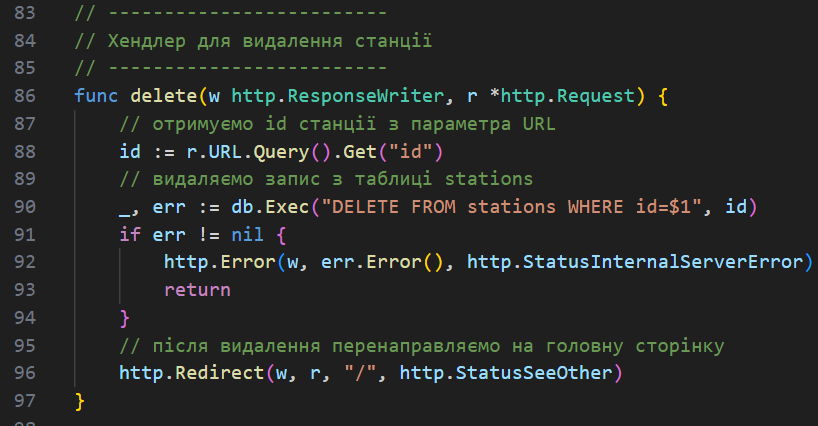 83 // -------------------------
84 // Хендлер для видалення станції
85 // -------------------------
86 func delete(w http.ResponseWriter, r *http.Request) {
87     // отримуємо id станції з параметра URL
88     id := r.URL.Query().Get("id")
89     // видаляємо запис з таблиці stations
90     _, err := db.Exec("DELETE FROM stations WHERE id=$1", id)
91     if err != nil {
92         http.Error(w, err.Error(), http.StatusInternalServerError)
93         return
94     }
95     // після видалення перенаправляємо на головну сторінку
96     http.Redirect(w, r, "/", http.StatusSeeOther)
97 }